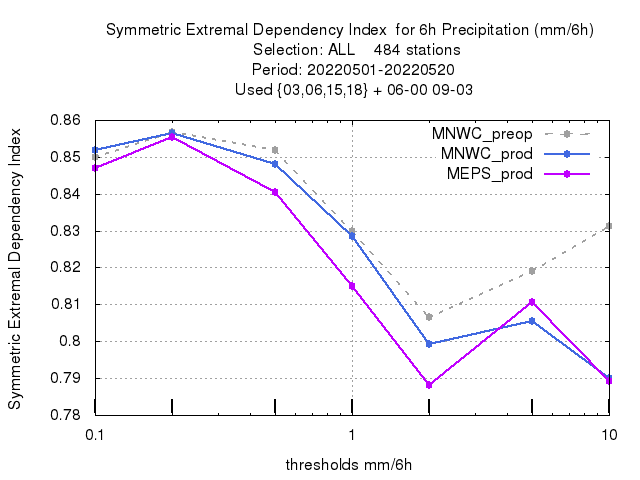 Symmetric Extremal Dependency Index  for 6h Precipitation (mm/6h)
Selection: ALL    484 stations
Period: 20220501-20220520
Used {03,06,15,18} + 06-00 09-03
Symmetric Extremal Dependency Index
0.86
0.85
0.84
0.83
0.82
0.81
0.8
0.79
0.78
MNWC_preop
MNWC_prod
MEPS_prod
0.1
1
10
thresholds mm/6h